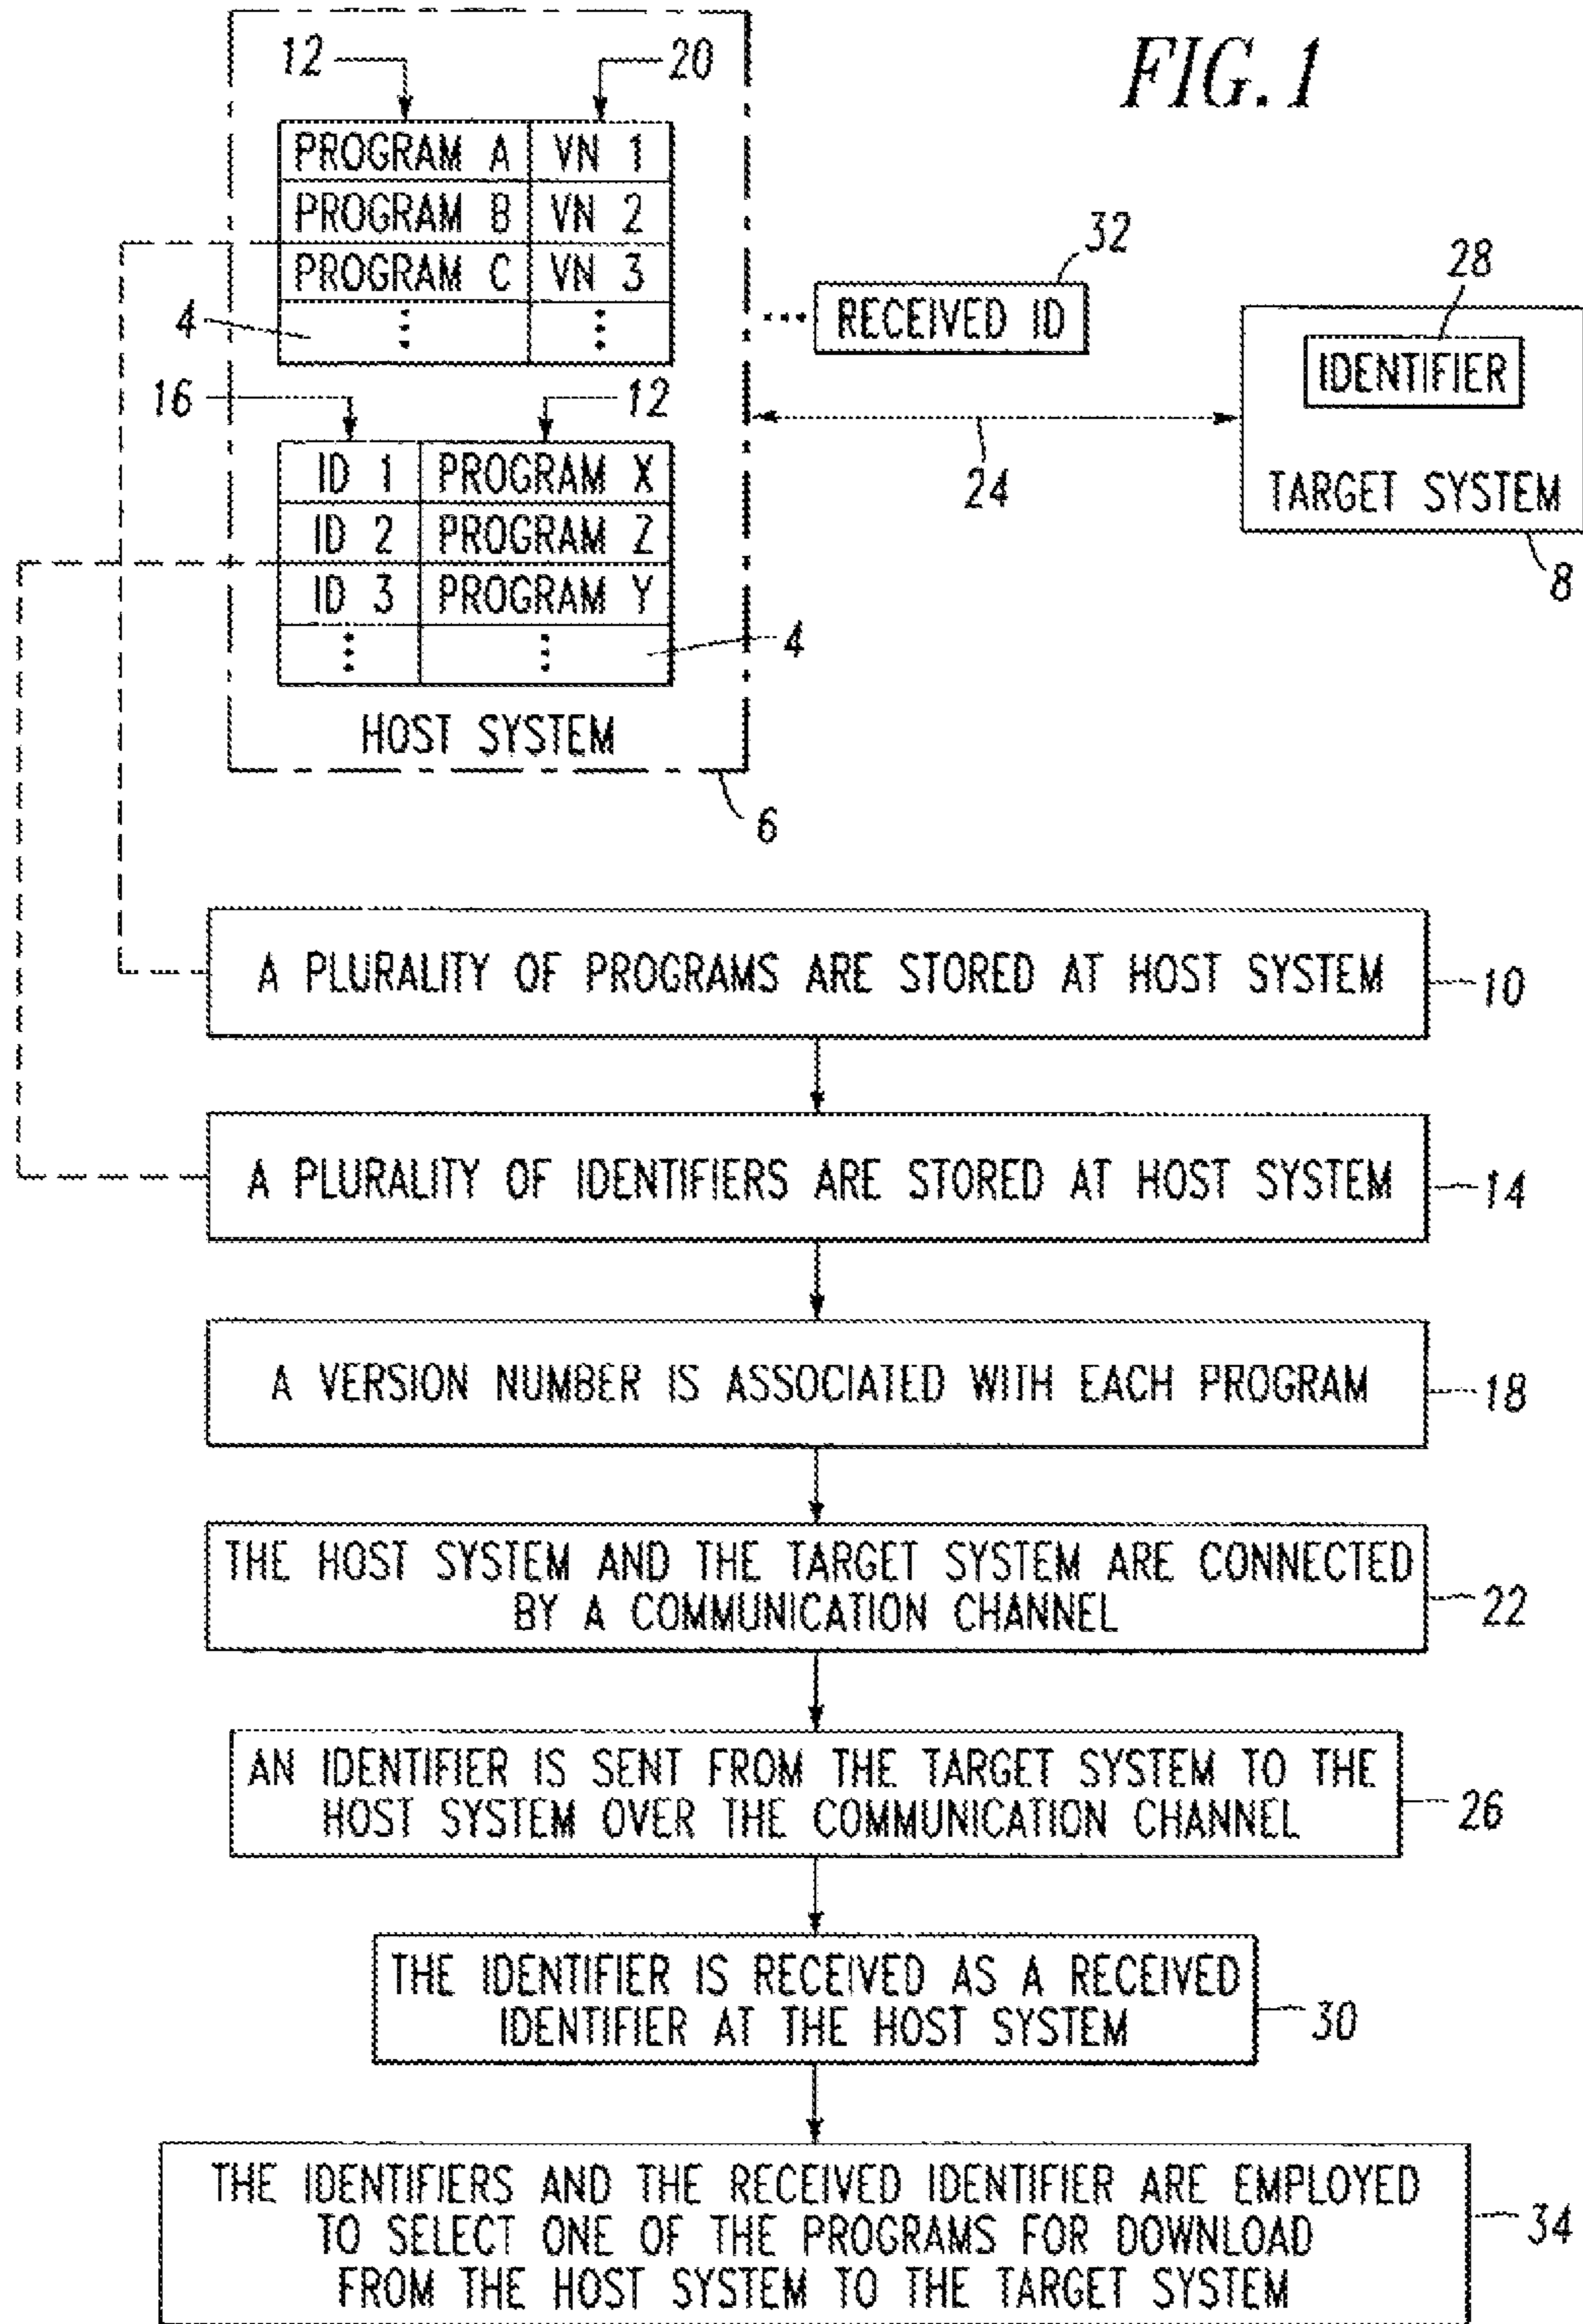 FIG. 1
12
20
PROGRAM A VN 1
PROGRAM B VN 2
PROGRAM C VN 3
4
16
12
ID 1 PROGRAM X
ID 2 PROGRAM Z
ID 3 PROGRAM Y
4
HOST SYSTEM
6
32
RECEIVED ID
24
28
IDENTIFIER
TARGET SYSTEM
8
A PLURALITY OF PROGRAMS ARE STORED AT HOST SYSTEM
10
A PLURALITY OF IDENTIFIERS ARE STORED AT HOST SYSTEM
14
A VERSION NUMBER IS ASSOCIATED WITH EACH PROGRAM
18
THE HOST SYSTEM AND THE TARGET SYSTEM ARE CONNECTED
BY A COMMUNICATION CHANNEL
22
AN IDENTIFIER IS SENT FROM THE TARGET SYSTEM TO THE
HOST SYSTEM OVER THE COMMUNICATION CHANNEL
26
THE IDENTIFIER IS RECEIVED AS A RECEIVED
IDENTIFIER AT THE HOST SYSTEM
30
THE IDENTIFIERS AND THE RECEIVED IDENTIFIER ARE EMPLOYED
TO SELECT ONE OF THE PROGRAMS FOR DOWNLOAD
FROM THE HOST SYSTEM TO THE TARGET SYSTEM
34